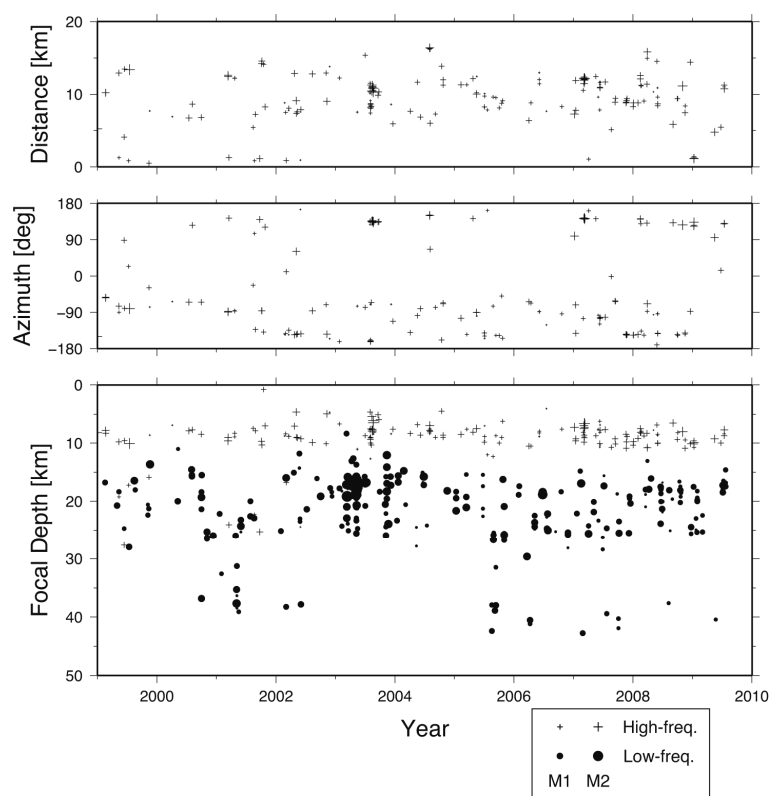 20
10
0
Distance [km]
180
90
0
−90
−180
Azimuth [deg]
0
10
20
30
40
50
Focal Depth [km]
2000 2002 2004 2006 2008 2010
Year
High-freq.
Low-freq.
M1 M2